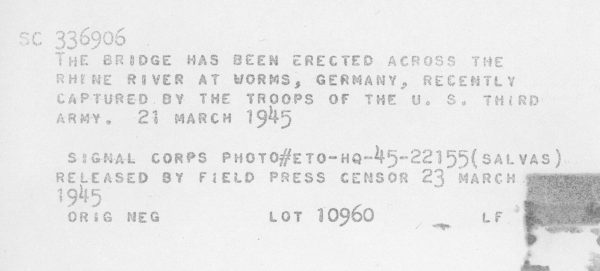 SC 336906
THE BRIDGE HAS BEEN ERECTED ACROSS THE
RHINE RIVER AT WORMS, GERMANY, RECENTLY
CAPTURED BY THE TROOPS OF THE U. S. THIRD
ARMY. 21 MARCH 1945
SIGNAL CORPS PHOTO#ETO-HQ-45-22155(SALVAS)
RELEASED BY FIELD PRESS CENSOR 23 MARCH
1945
ORIG NEG LOT 10960 LF